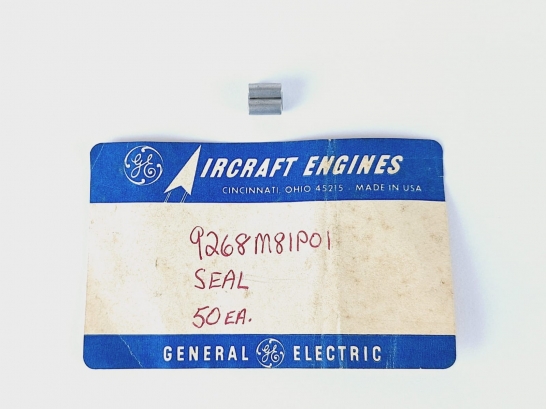 GE AIRCRAFT ENGINES
CINCINNATI, OHIO 45215 - MADE IN USA
9268M81P01
SEAL
50 EA.
GENERAL GE ELECTRIC